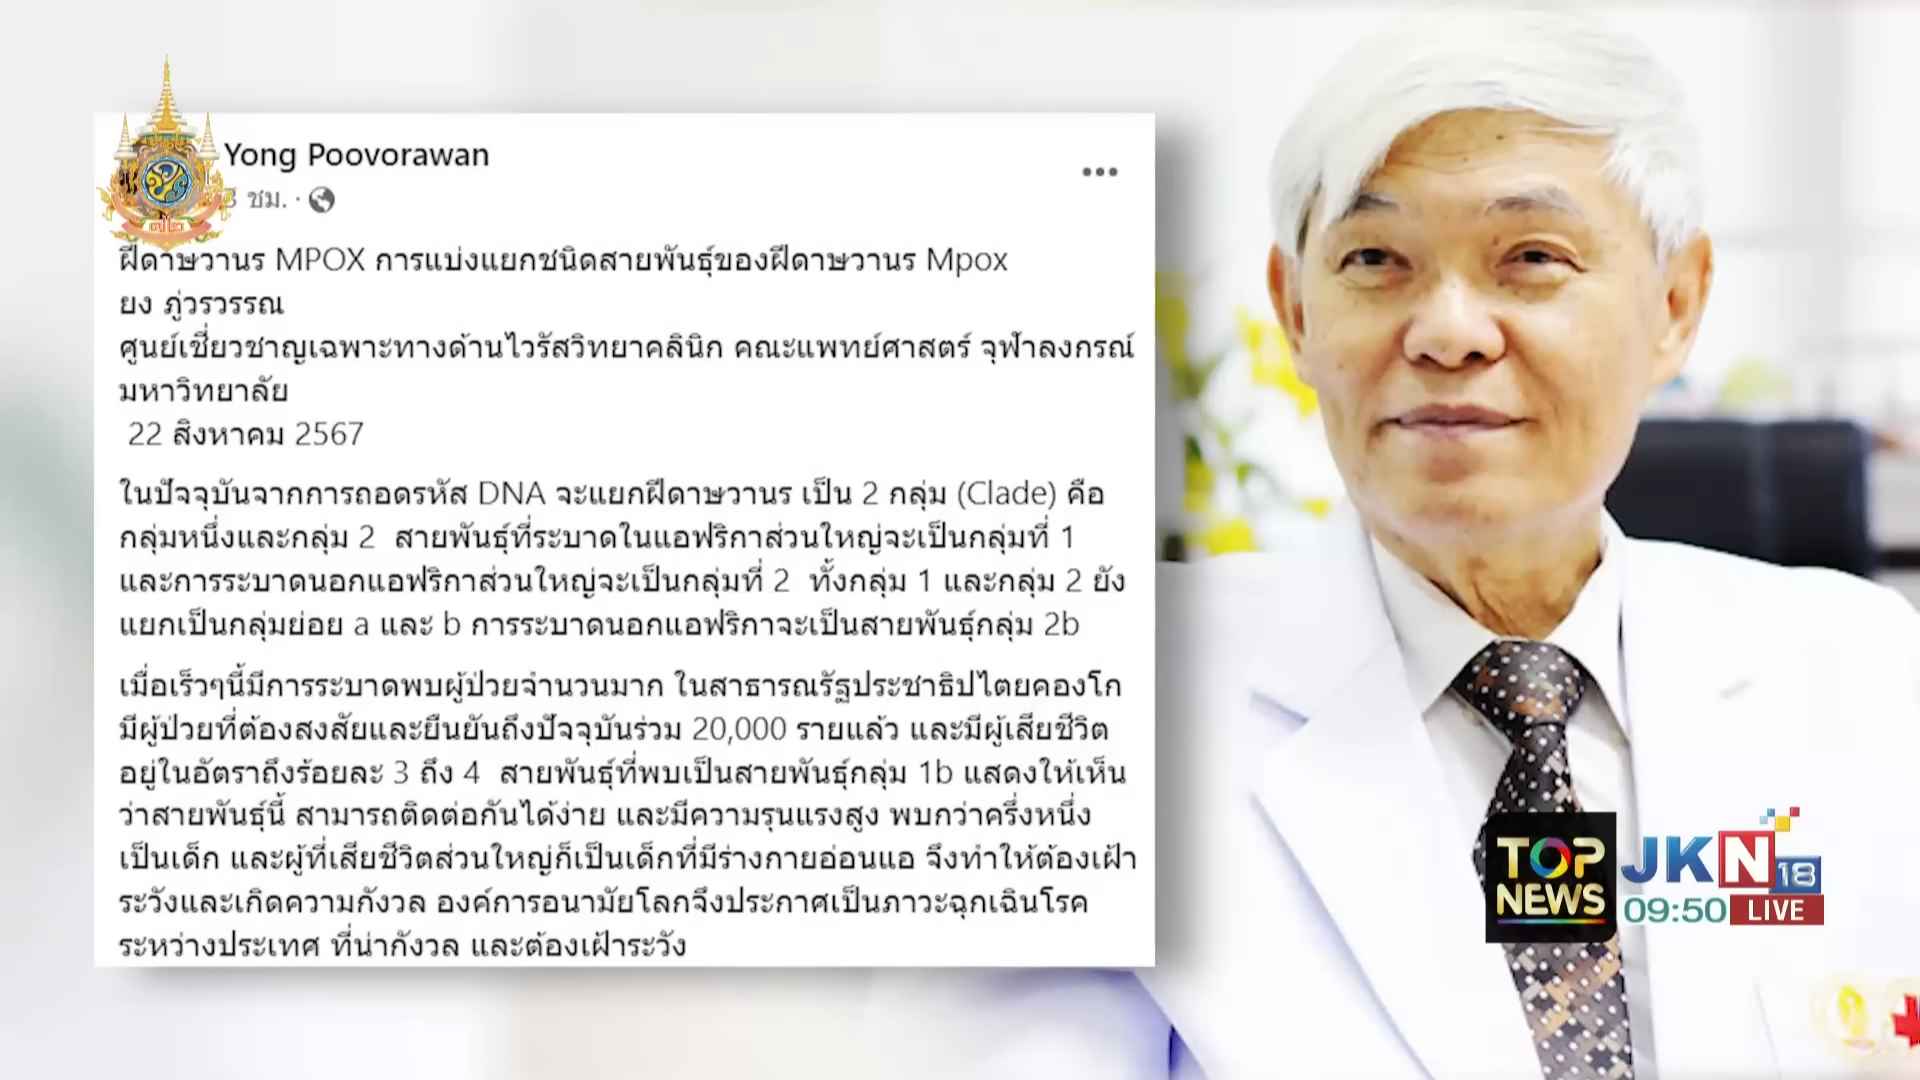 Yong Poovorawan
ชม.
ฝีดาษวานร MPOX การแบ่งแยกชนิดสายพันธุ์ของฝีดาษวานร Mpox
ยง ภู่วรวรรณ
ศูนย์เชี่ยวชาญเฉพาะทางด้านไวรัสวิทยาคลินิก คณะแพทย์ศาสตร์ จุฬาลงกรณ์
มหาวิทยาลัย
22 สิงหาคม 2567
ในปัจจุบันจากการถอดรหัส DNA จะแยกฝีดาษวานร เป็น 2 กลุ่ม (Clade) คือ
กลุ่มหนึ่งและกลุ่ม 2 สายพันธุ์ที่ระบาดในแอฟริกาส่วนใหญ่จะเป็นกลุ่มที่ 1
และการระบาดนอกแอฟริกาส่วนใหญ่จะเป็นกลุ่มที่ 2 ทั้งกลุ่ม 1 และกลุ่ม 2 ยัง
แยกเป็นกลุ่มย่อย a และ b การระบาดนอกแอฟริกาจะเป็นสายพันธุ์กลุ่ม 2b
เมื่อเร็วๆนี้มีการระบาดพบผู้ป่วยจำนวนมาก ในสาธารณรัฐประชาธิปไตยคองโก
มีผู้ป่วยที่ต้องสงสัยและยืนยันถึงปัจจุบันร่วม 20,000 รายแล้ว และมีผู้เสียชีวิต
อยู่ในอัตราถึงร้อยละ 3 ถึง 4 สายพันธุ์ที่พบเป็นสายพันธุ์กลุ่ม 1b แสดงให้เห็น
ว่าสายพันธุ์นี้ สามารถติดต่อกันได้ง่าย และมีความรุนแรงสูง พบกว่าครึ่งหนึ่ง
เป็นเด็ก และผู้ที่เสียชีวิตส่วนใหญ่ก็เป็นเด็กที่มีร่างกายอ่อนแอ จึงทำให้ต้องเฝ้า
ระวังและเกิดความกังวล องค์การอนามัยโลกจึงประกาศเป็นภาวะฉุกเฉินโรค
ระหว่างประเทศ ที่น่ากังวล และต้องเฝ้าระวัง
TOP NEWS
JKN 18
09:50 LIVE